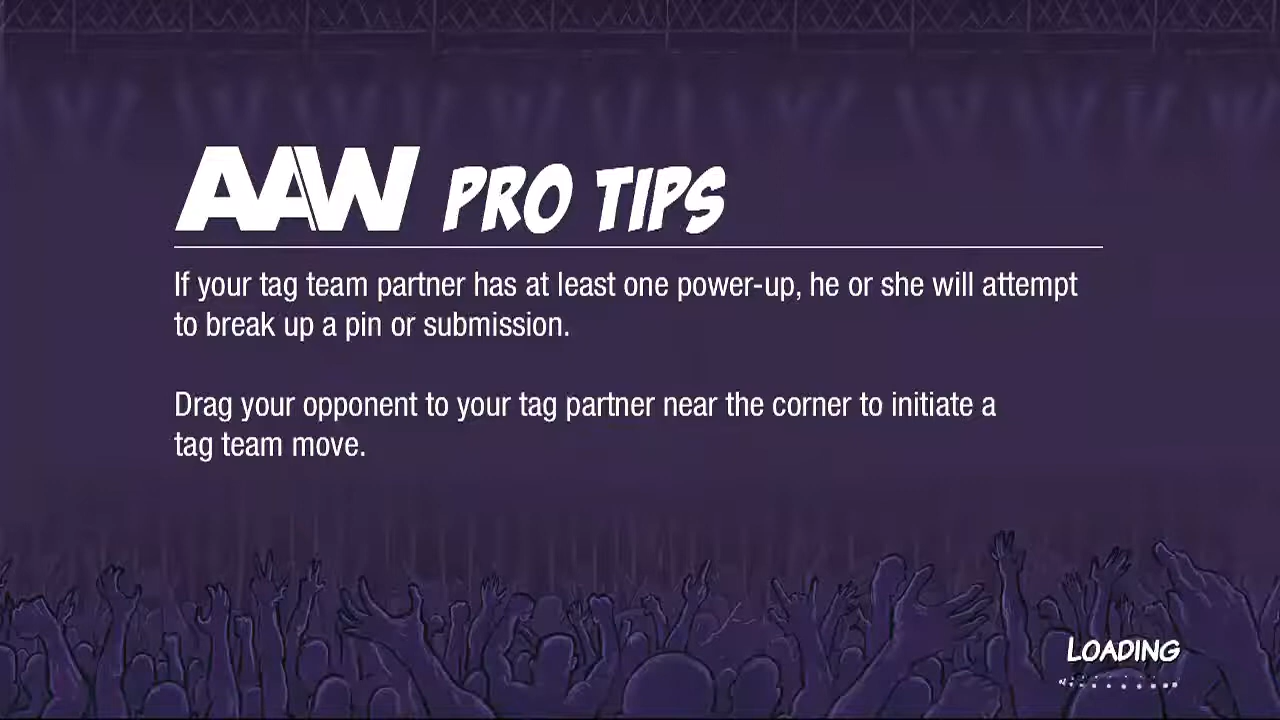 AAW PRO TIPS
If your tag team partner has at least one power-up, he or she will attempt
to break up a pin or submission.
Drag your opponent to your tag partner near the corner to initiate a
tag team move.
LOADING